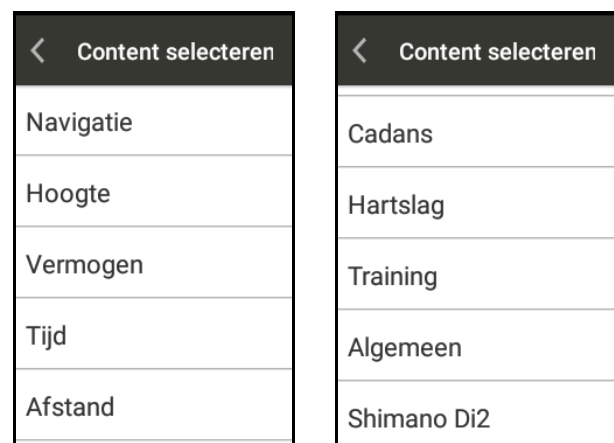 Content selecteren
Navigatie
Hoogte
Vermogen
Tijd
Afstand
Content selecteren
Cadans
Hartslag
Training
Algemeen
Shimano Di2